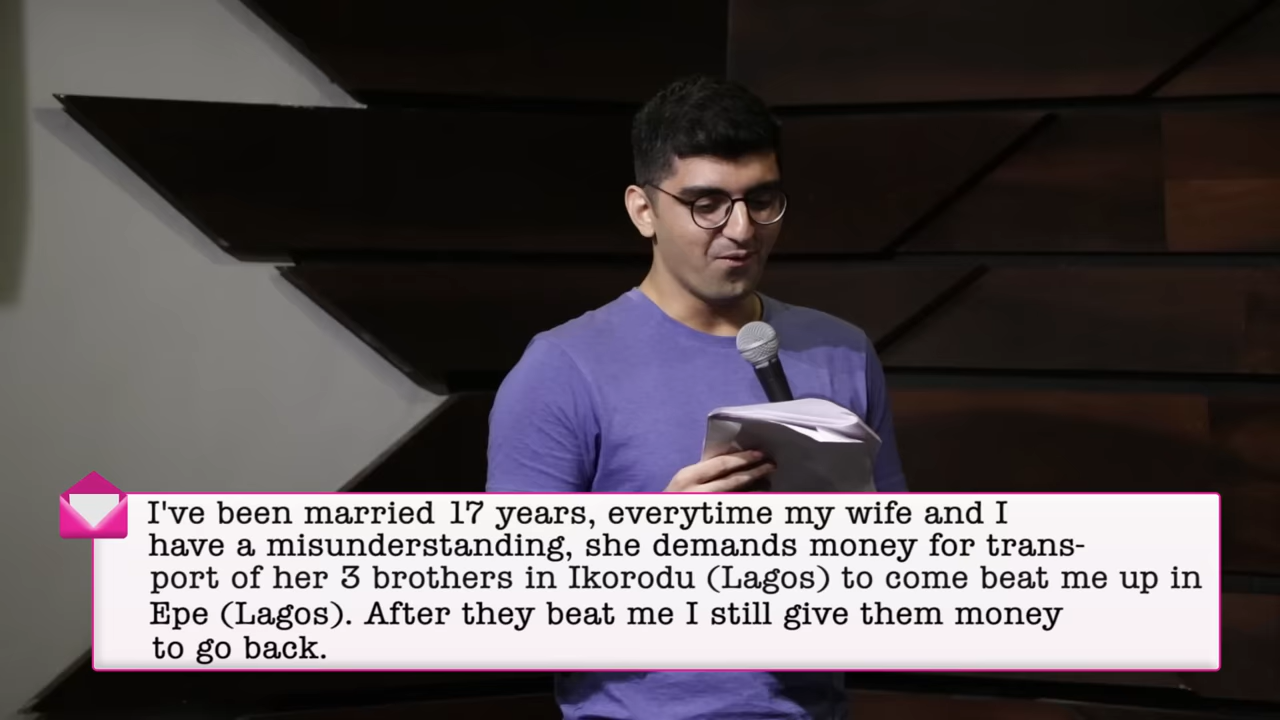 I've been married 17 years, everytime my wife and I
have a misunderstanding, she demands money for trans-
port of her 3 brothers in Ikorodu (Lagos) to come beat me up in
Epe (Lagos). After they beat me I still give them money
to go back.